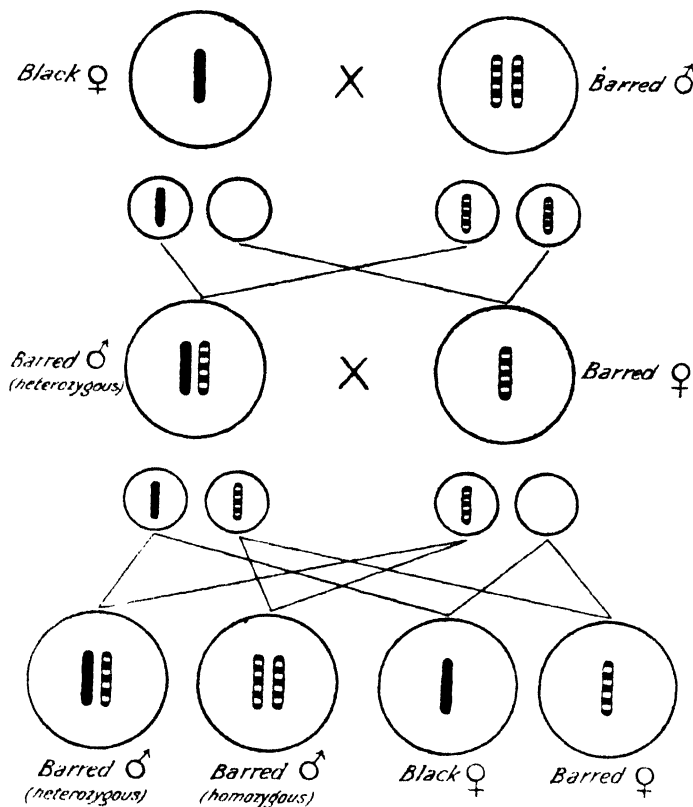 Black ♀
X
Barred ♂
Barred ♂
(heterozygous)
X
Barred ♀
Barred ♂
(heterozygous)
Barred ♂
(homozygous)
Black ♀
Barred ♀